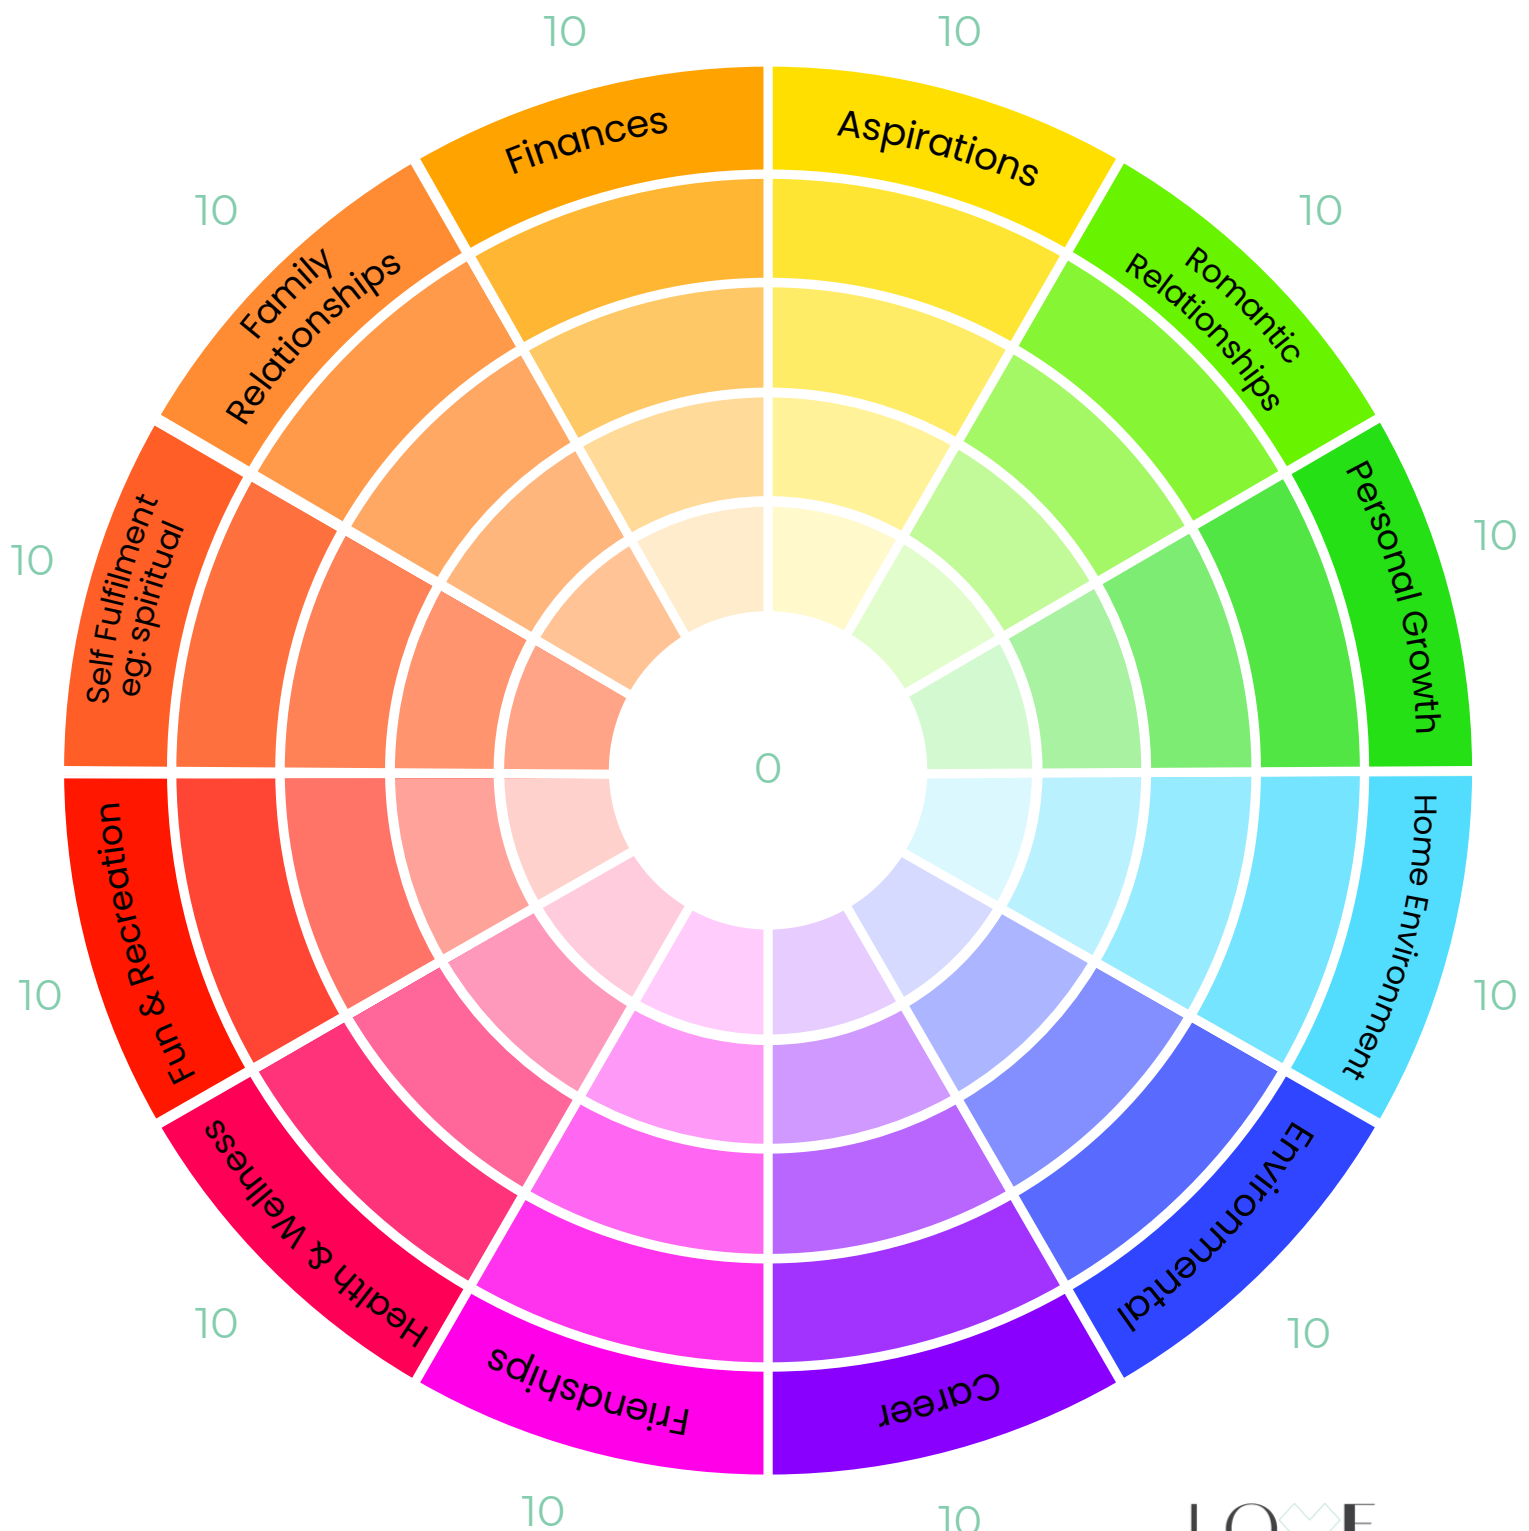 10
10
Finances
Aspirations
10
10
Family
Relationships
Romantic
Relationships
Self Fulfilment
eg: spiritual
Personal Growth
10
10
0
Fun & Recreation
Home Environment
10
10
Health & Wellness
Environmental
10
10
Friendships
Career
10
10